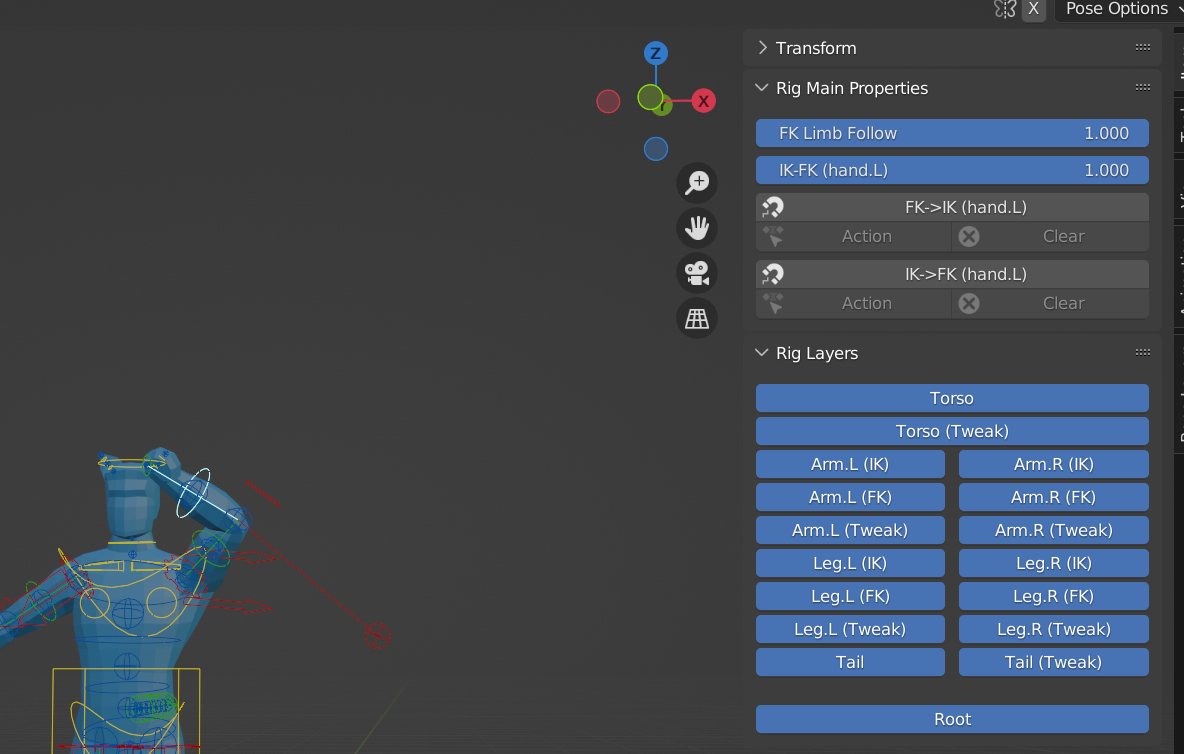 X Pose Options
Transform
Rig Main Properties
FK Limb Follow 1.000
IK-FK (hand.L) 1.000
FK->IK (hand.L)
Action Clear
IK->FK (hand.L)
Action Clear
Rig Layers
Torso
Torso (Tweak)
Arm.L (IK) Arm.R (IK)
Arm.L (FK) Arm.R (FK)
Arm.L (Tweak) Arm.R (Tweak)
Leg.L (IK) Leg.R (IK)
Leg.L (FK) Leg.R (FK)
Leg.L (Tweak) Leg.R (Tweak)
Tail Tail (Tweak)
Root
Z
X
Y